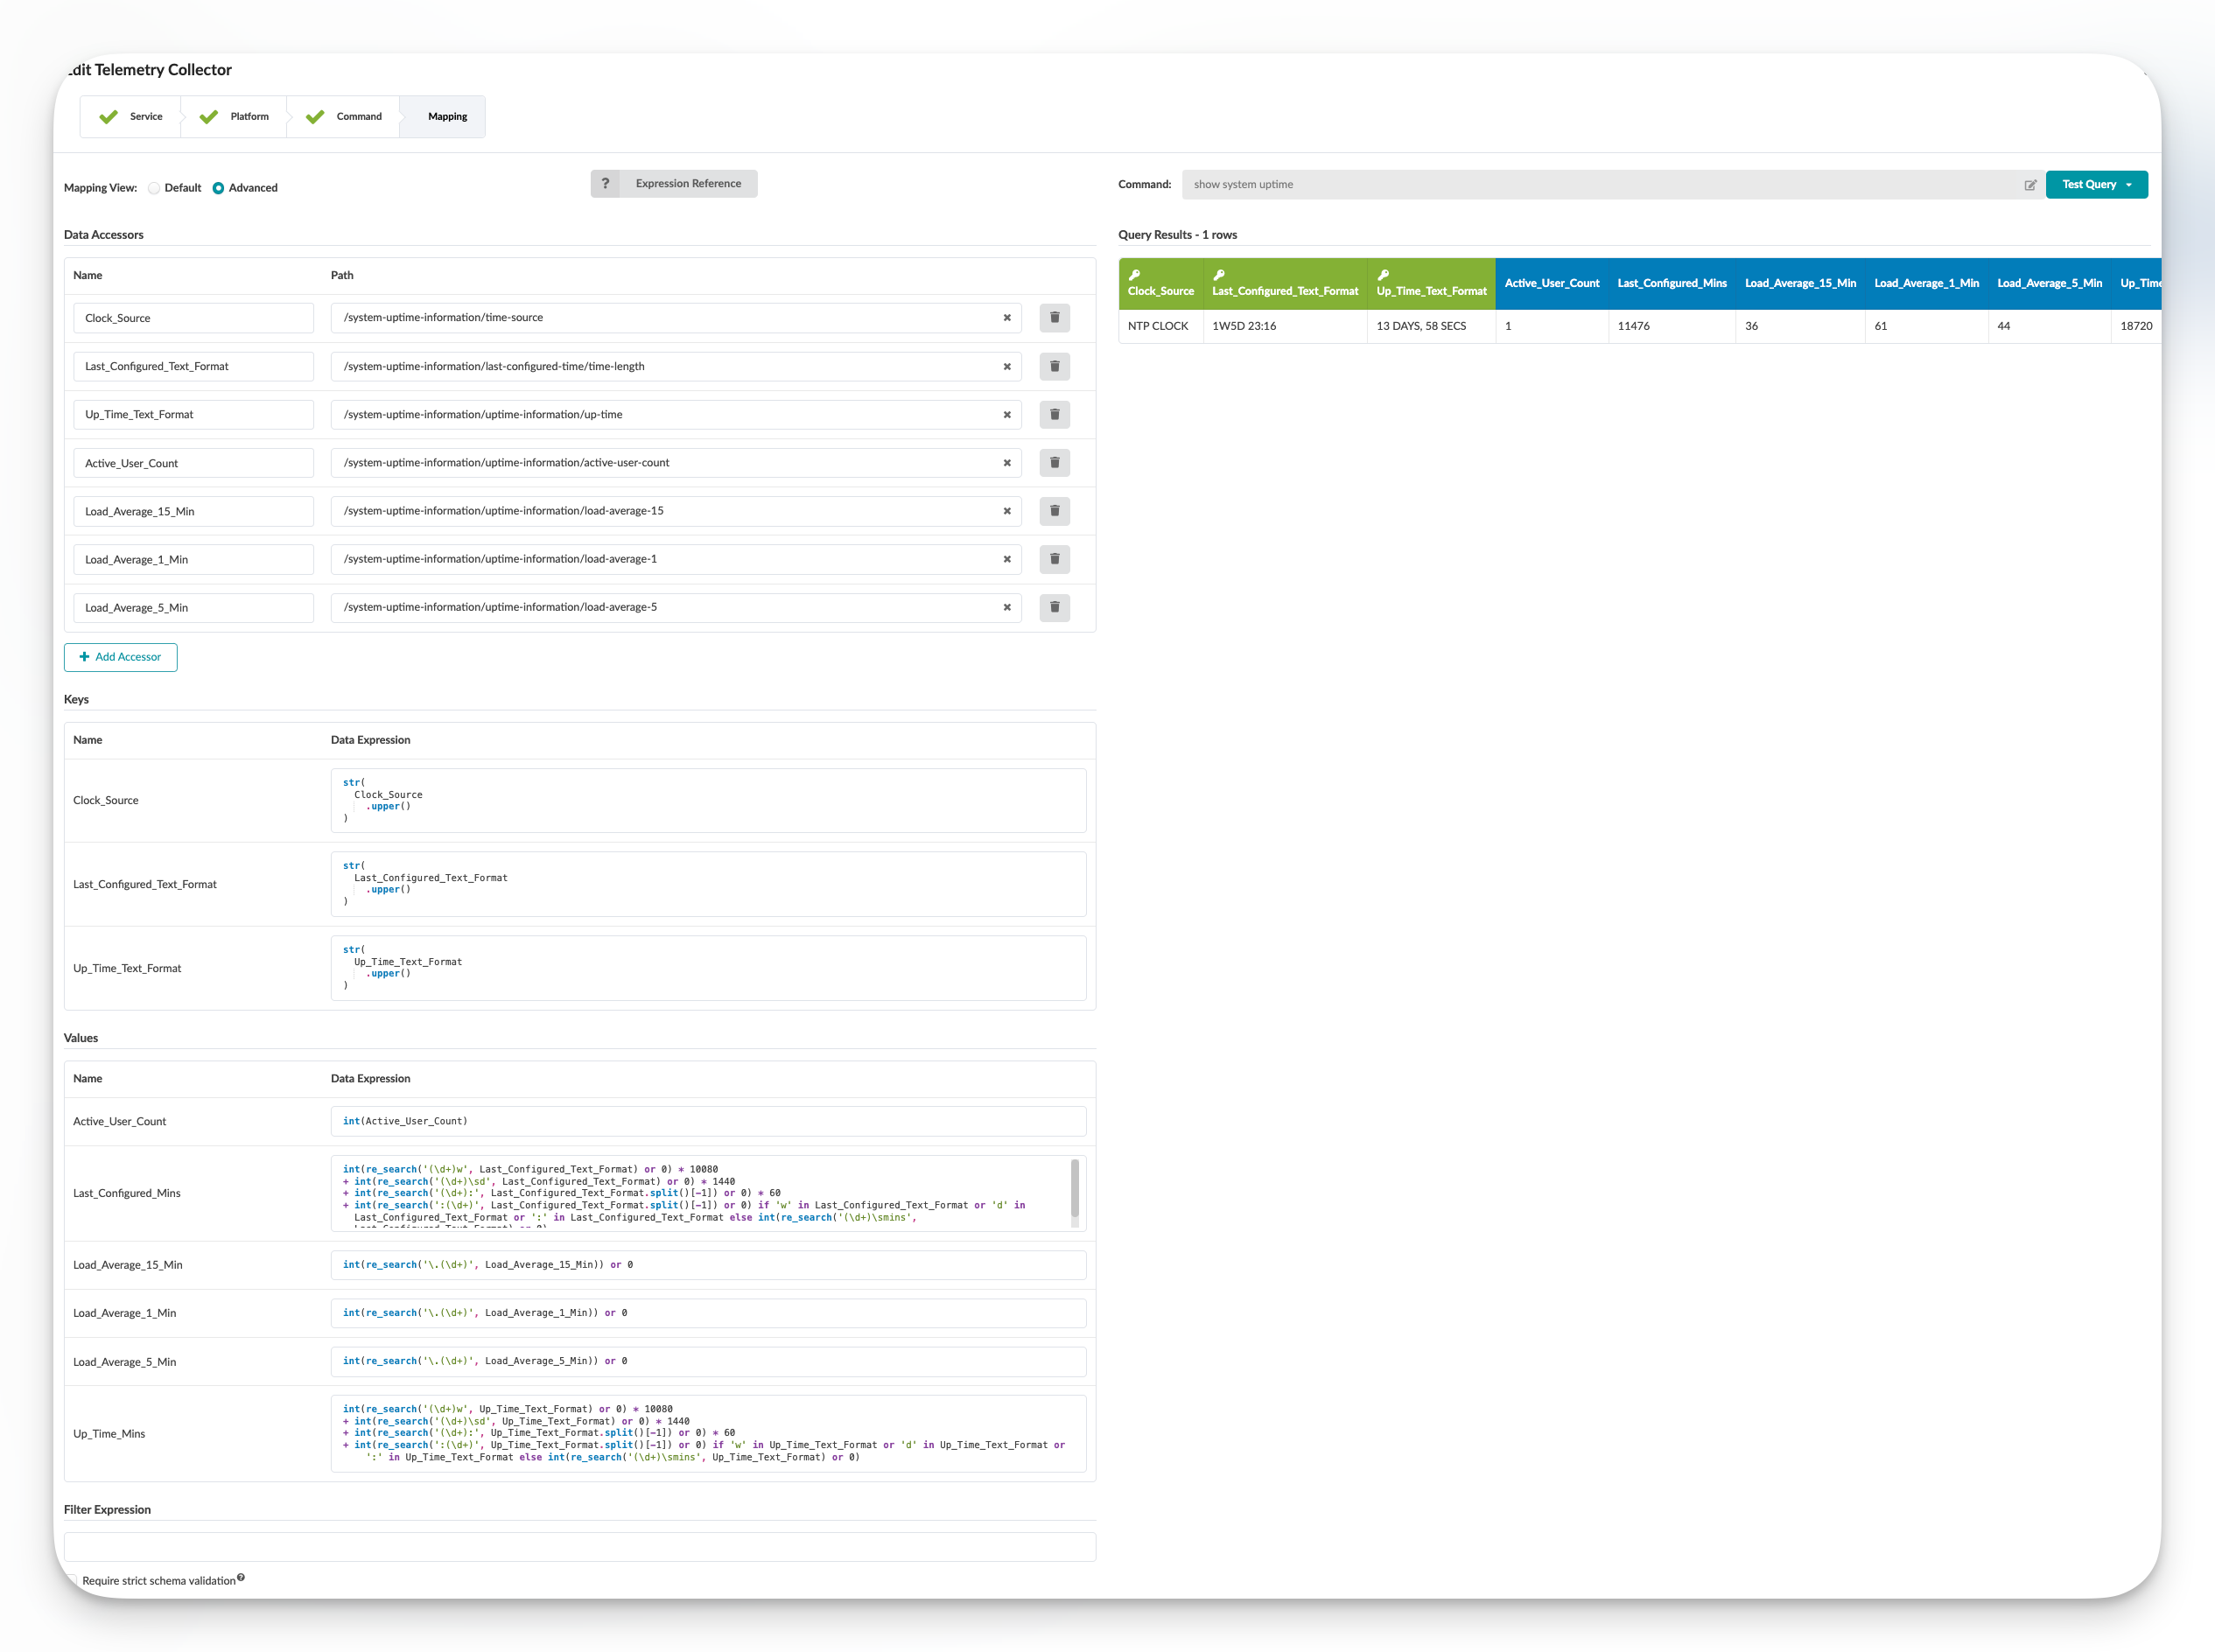 Edit Telemetry Collector
Service
Platform
Command
Mapping
Mapping View:
Default
Advanced
? Expression Reference
Data Accessors
Name Path
Clock_Source /system-uptime-information/time-source
Last_Configured_Text_Format /system-uptime-information/last-configured-time/time-length
Up_Time_Text_Format /system-uptime-information/uptime-information/up-time
Active_User_Count /system-uptime-information/uptime-information/active-user-count
Load_Average_15_Min /system-uptime-information/uptime-information/load-average-15
Load_Average_1_Min /system-uptime-information/uptime-information/load-average-1
Load_Average_5_Min /system-uptime-information/uptime-information/load-average-5
+ Add Accessor
Keys
Name Data Expression
Clock_Source
str(
Clock_Source
.upper()
)
Last_Configured_Text_Format
str(
Last_Configured_Text_Format
.upper()
)
Up_Time_Text_Format
str(
Up_Time_Text_Format
.upper()
)
Values
Name Data Expression
Active_User_Count
int(Active_User_Count)
Last_Configured_Mins
int(re_search('(\d+)w', Last_Configured_Text_Format) or 0) * 10080
+ int(re_search('(\d+)\sd', Last_Configured_Text_Format) or 0) * 1440
+ int(re_search('(\d+):', Last_Configured_Text_Format.split()[-1]) or 0) * 60
+ int(re_search(':(\d+)', Last_Configured_Text_Format.split()[-1]) or 0) if 'w' in Last_Configured_Text_Format or 'd' in
Last_Configured_Text_Format or ':' in Last_Configured_Text_Format else int(re_search('(\d+)\smins',
Load_Average_15_Min
int(re_search('\.(\d+)', Load_Average_15_Min)) or 0
Load_Average_1_Min
int(re_search('\.(\d+)', Load_Average_1_Min)) or 0
Load_Average_5_Min
int(re_search('\.(\d+)', Load_Average_5_Min)) or 0
Up_Time_Mins
int(re_search('(\d+)w', Up_Time_Text_Format) or 0) * 10080
+ int(re_search('(\d+)\sd', Up_Time_Text_Format) or 0) * 1440
+ int(re_search('(\d+):', Up_Time_Text_Format.split()[-1]) or 0) * 60
+ int(re_search(':(\d+)', Up_Time_Text_Format.split()[-1]) or 0) if 'w' in Up_Time_Text_Format or 'd' in Up_Time_Text_Format or
':' in Up_Time_Text_Format else int(re_search('(\d+)\smins', Up_Time_Text_Format) or 0)
Filter Expression
Require strict schema validation
Command: show system uptime
Test Query
Query Results - 1 rows
Clock_Source Last_Configured_Text_Format Up_Time_Text_Format Active_User_Count Last_Configured_Mins Load_Average_15_Min Load_Average_1_Min Load_Average_5_Min Up_Time
NTP CLOCK 1W5D 23:16 13 DAYS, 58 SECS 1 11476 36 61 44 18720